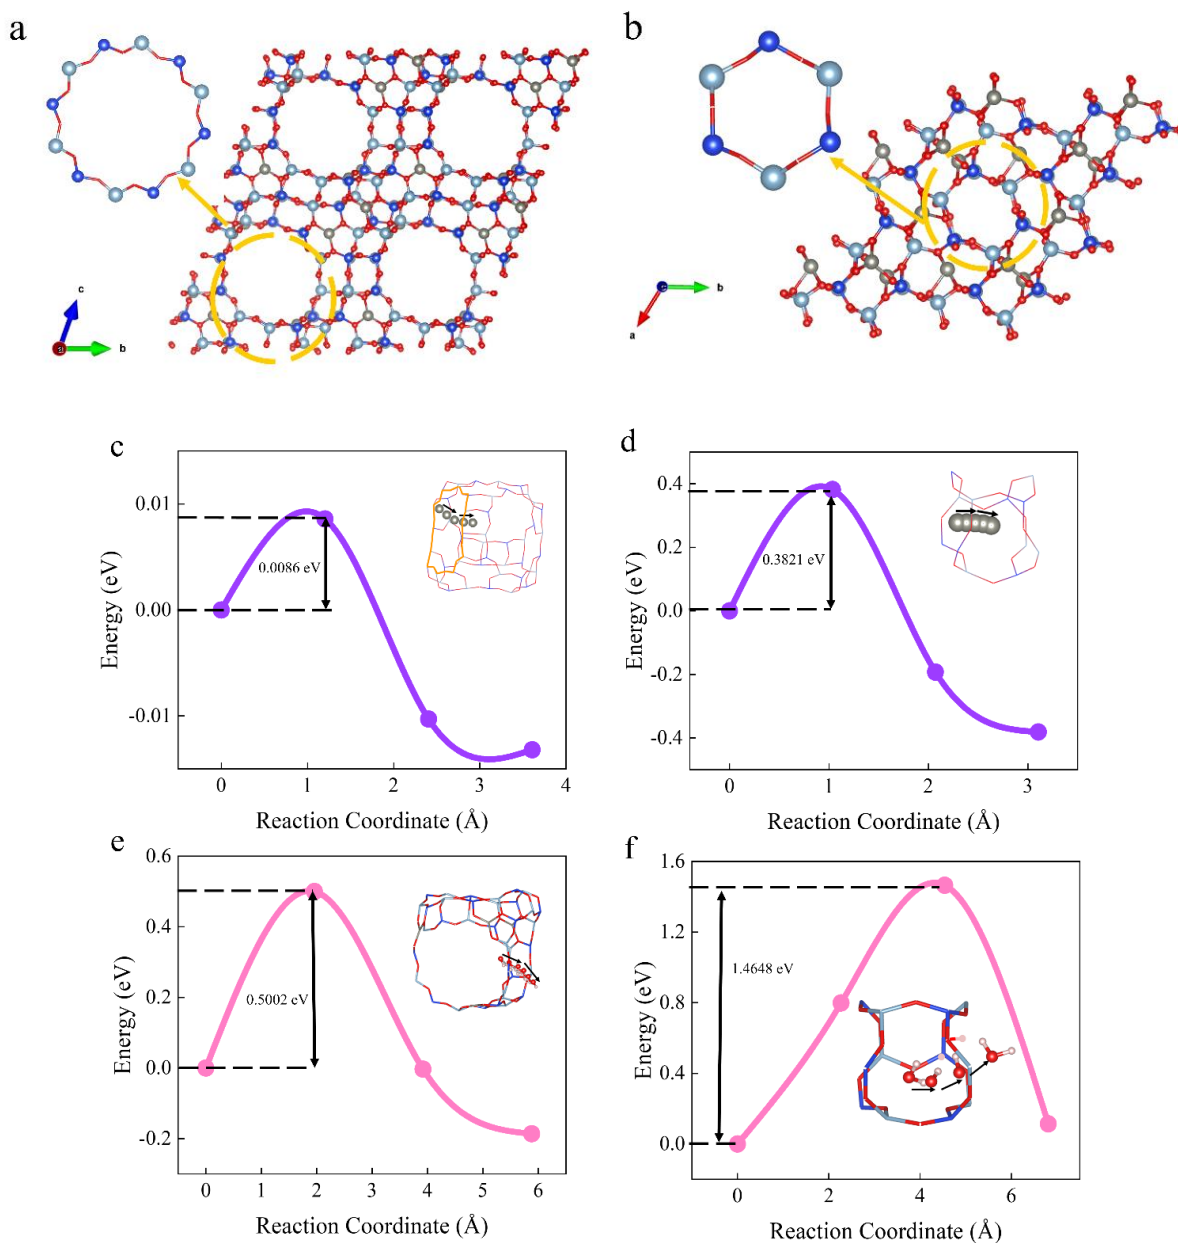 a
b
c
a
b
b
a
c
d
0.01
0.00
-0.01
Energy (eV)
0.0086 eV
0 1 2 3 4
Reaction Coordinate (Å)
0.4
0.2
0.0
-0.2
-0.4
Energy (eV)
0.3821 eV
0 1 2 3
Reaction Coordinate (Å)
e
f
0.6
0.4
0.2
0.0
-0.2
Energy (eV)
0.5002 eV
0 1 2 3 4 5 6
Reaction Coordinate (Å)
1.6
1.2
0.8
0.4
0.0
Energy (eV)
1.4648 eV
0 2 4 6
Reaction Coordinate (Å)